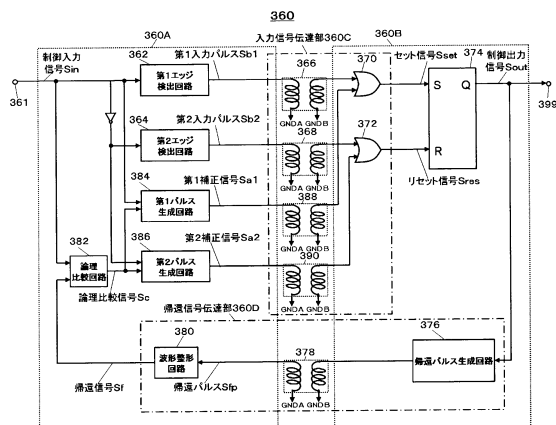 360
360A
360B
入力信号伝達部360C
制御入力
信号Sin
361
362
第1エッジ
検出回路
第1入力パルスSb1
366
GNDA
GNDB
370
セット信号Sset
374
S
Q
R
制御出力
信号Sout
399
364
第2エッジ
検出回路
第2入力パルスSb2
368
GNDA
GNDB
372
リセット信号Sres
384
第1パルス
生成回路
第1補正信号Sa1
388
GNDA
GNDB
382
論理
比較回路
386
第2パルス
生成回路
第2補正信号Sa2
390
GNDA
GNDB
論理比較信号Sc
帰還信号伝達部360D
380
波形整形
回路
378
376
帰還パルス生成回路
帰還信号Sf
帰還パルスSfp
GNDA
GNDB